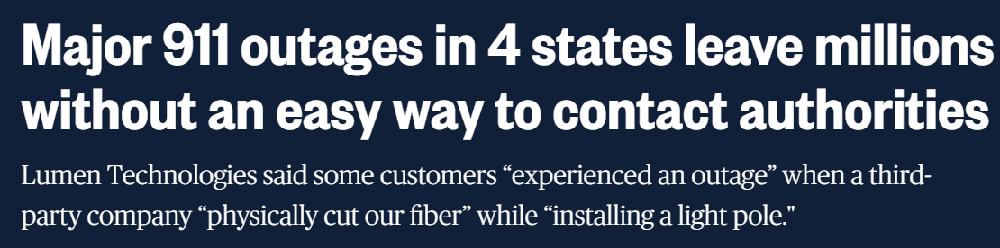 Major 911 outages in 4 states leave millions
without an easy way to contact authorities
Lumen Technologies said some customers “experienced an outage” when a third-
party company “physically cut our fiber” while “installing a light pole."